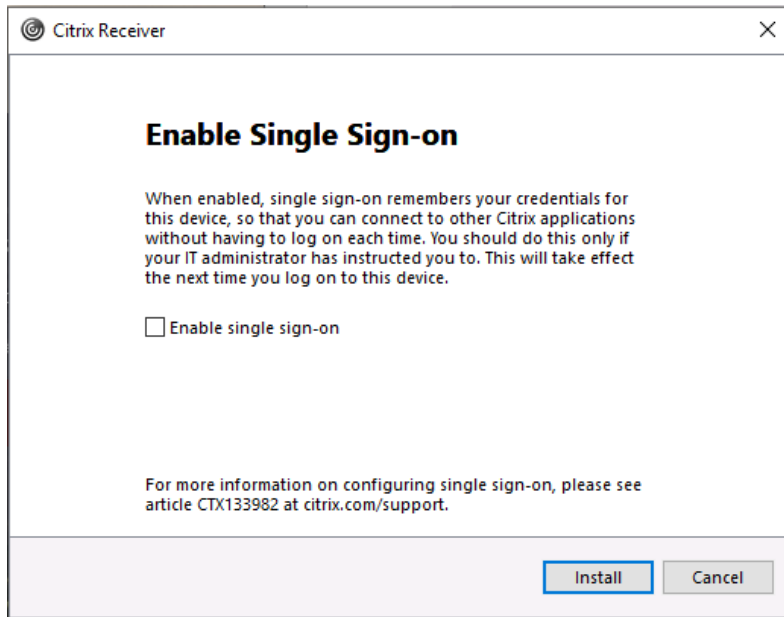 Citrix Receiver
Enable Single Sign-on
When enabled, single sign-on remembers your credentials for
this device, so that you can connect to other Citrix applications
without having to log on each time. You should do this only if
your IT administrator has instructed you to. This will take effect
the next time you log on to this device.
Enable single sign-on
For more information on configuring single sign-on, please see
article CTX133982 at citrix.com/support.
Install Cancel